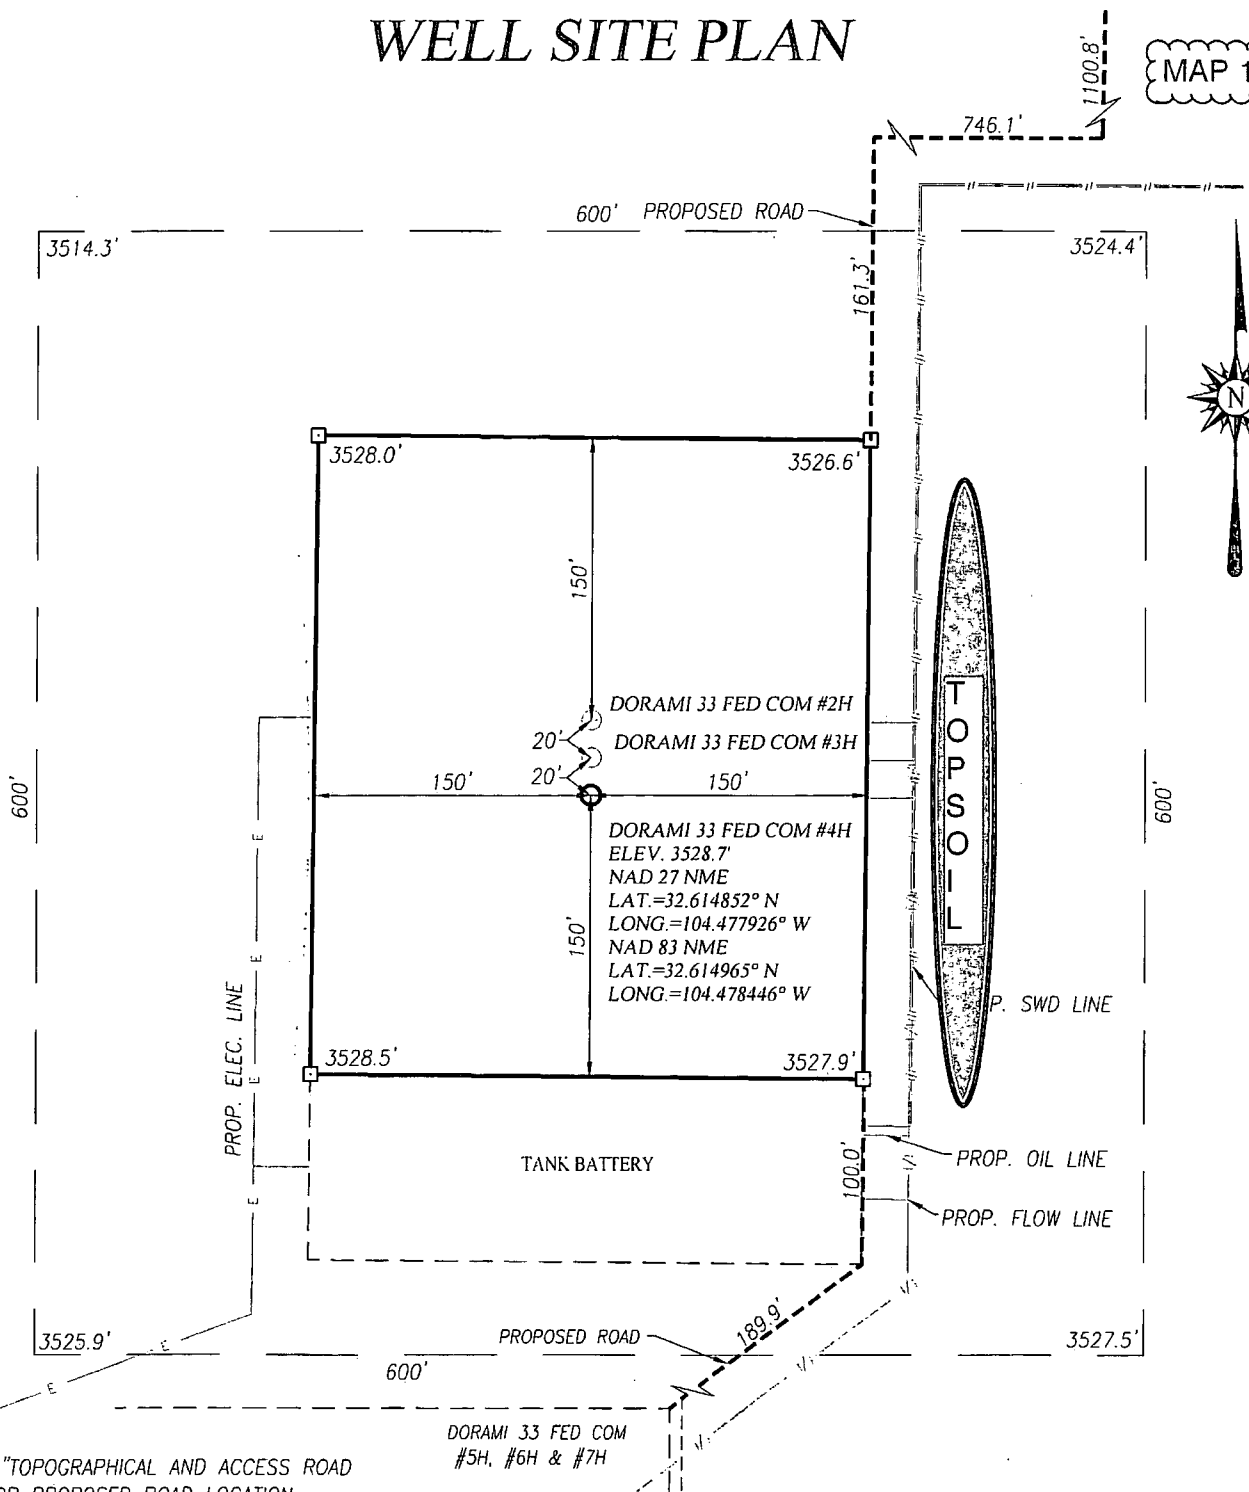 WELL SITE PLAN
MAP 1
1100.8'
746.1'
600' PROPOSED ROAD
3514.3'
3524.4'
161.3'
N
3528.0'
3526.6'
150'
DORAMI 33 FED COM #2H
20'
DORAMI 33 FED COM #3H
20'
150'
150'
600'
600'
TOPSOIL
E
DORAMI 33 FED COM #4H
ELEV. 3528.7'
NAD 27 NME
LAT.=32.614852° N
LONG.=104.477926° W
NAD 83 NME
LAT.=32.614965° N
LONG.=104.478446° W
150'
E
P. SWD LINE
PROP. ELEC. LINE
3528.5'
3527.9'
E
TANK BATTERY
100.0'
PROP. OIL LINE
E
PROP. FLOW LINE
3525.9'
E
PROPOSED ROAD
189.9'
3527.5'
600'
E
DORAMI 33 FED COM
#5H, #6H & #7H
"TOPOGRAPHICAL AND ACCESS ROAD
PROPOSED ROAD LOCATION